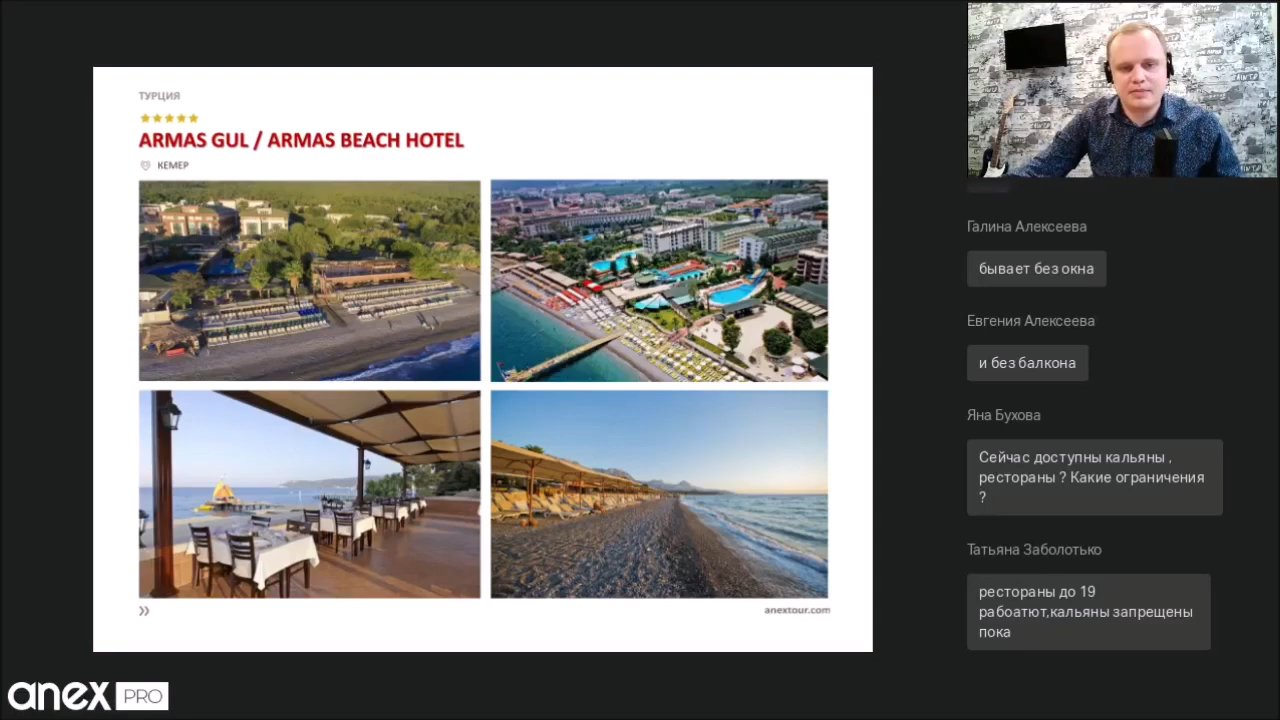 ТУРЦИЯ
ARMAS GUL / ARMAS BEACH HOTEL
КЕМЕР
anextour.com
anex PRO
Галина Алексеева
бывает без окна
Евгения Алексеева
и без балкона
Яна Бухова
Сейчас доступны кальяны ,
рестораны ? Какие ограничения
?
Татьяна Заболотько
рестораны до 19
рабоатют,кальяны запрещены
пока